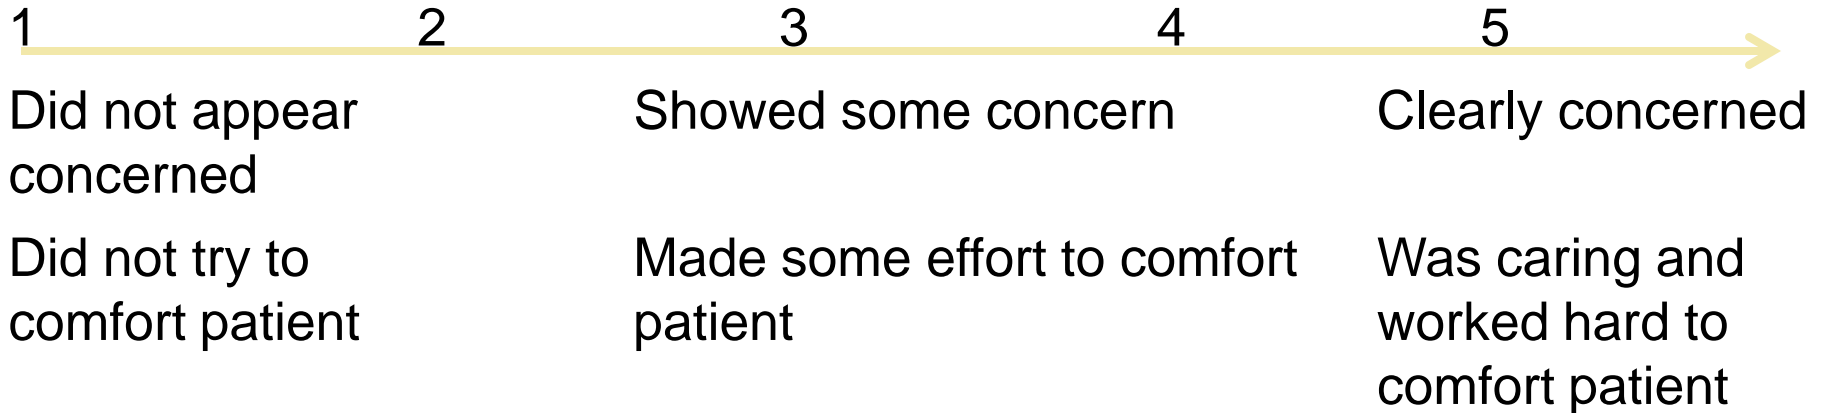 1 2 3 4 5
Did not appear concerned
Showed some concern
Clearly concerned
Did not try to comfort patient
Made some effort to comfort patient
Was caring and worked hard to comfort patient